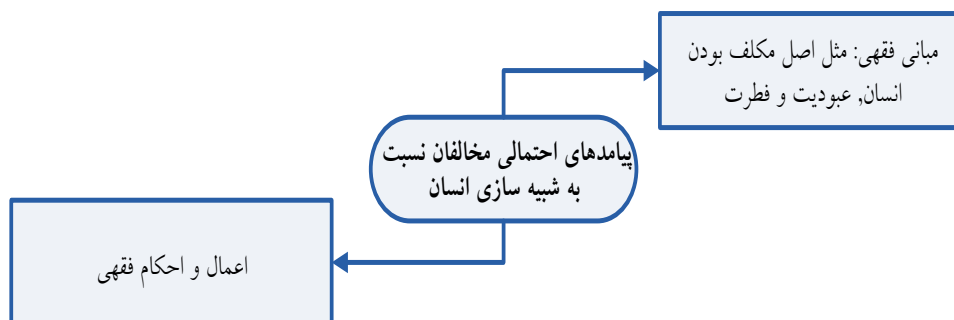 مبانی فقهی: مثل اصل مکلف بودن
انسان, عبودیت و فطرت
پیامدهای احتمالی مخالفان نسبت
به شبیه سازی انسان
اعمال و احکام فقهی